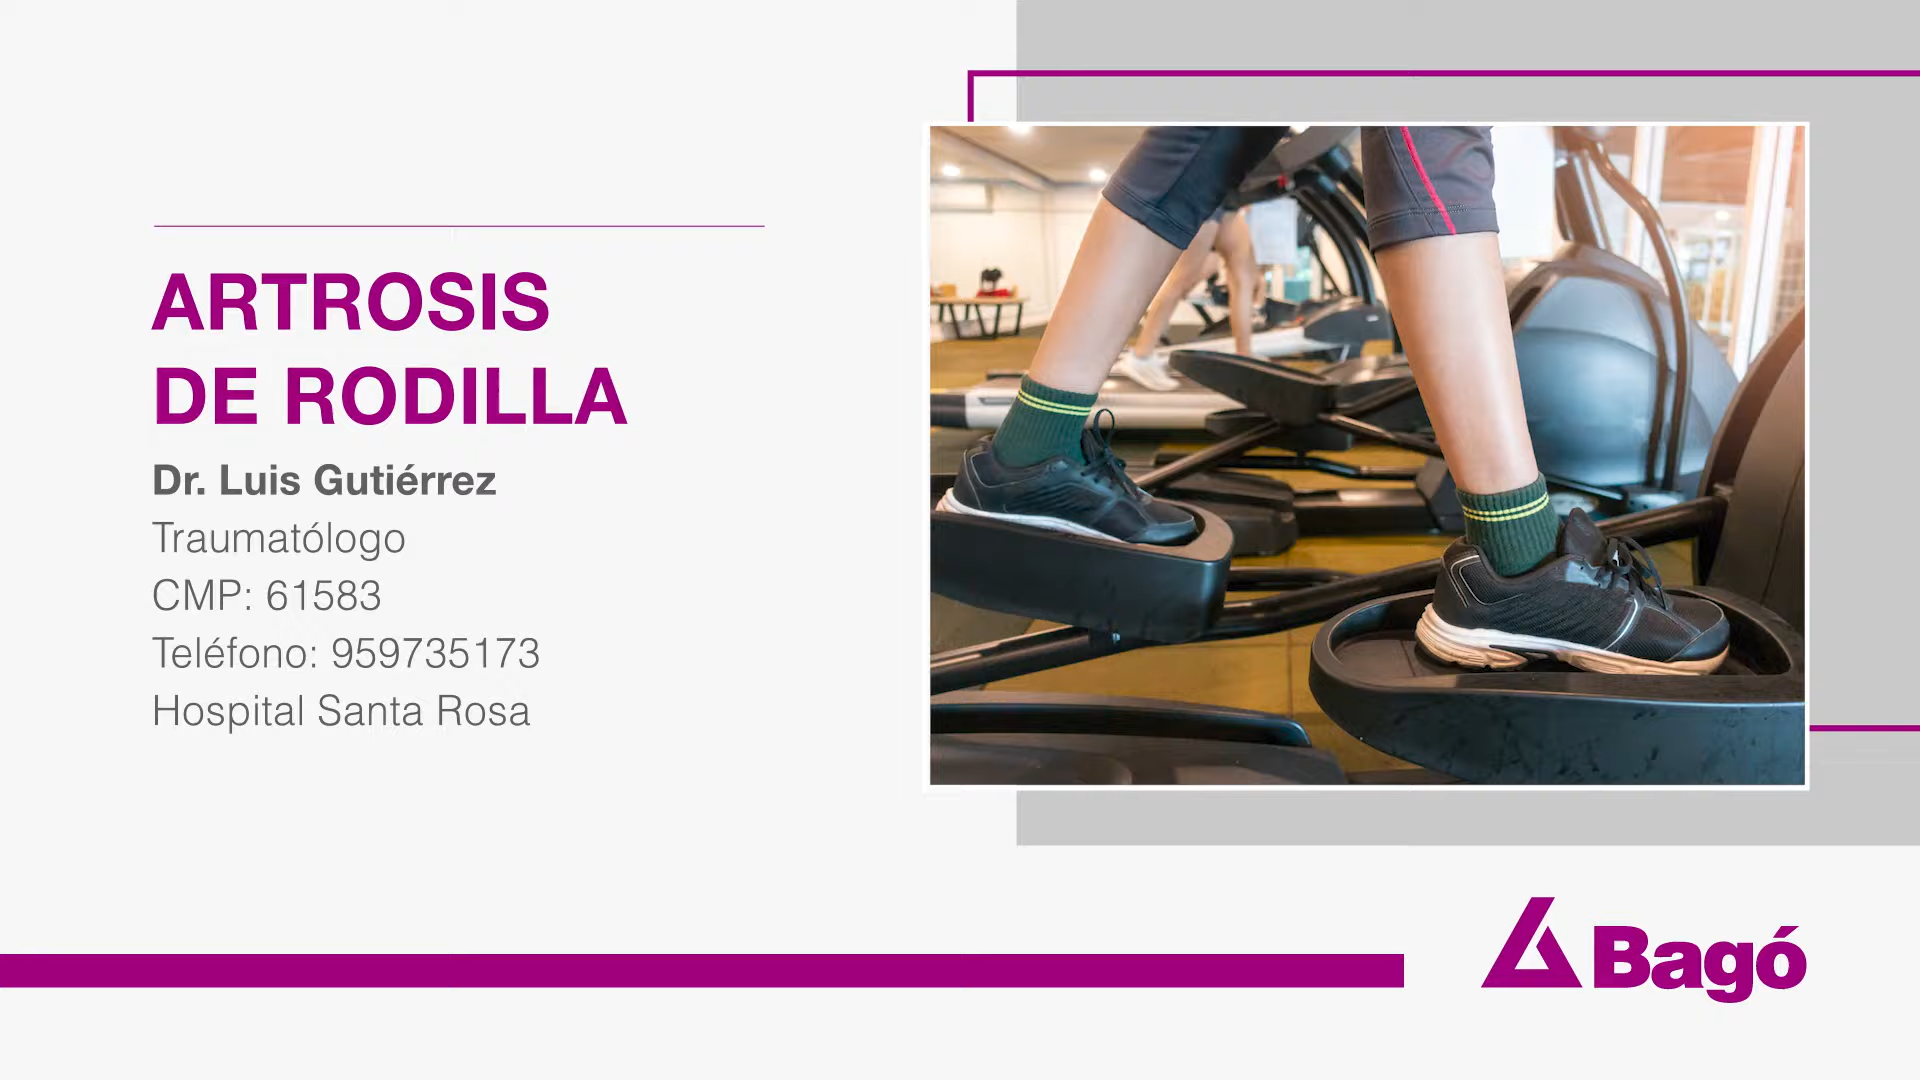 ARTROSIS
DE RODILLA
Dr. Luis Gutiérrez
Traumatólogo
CMP: 61583
Teléfono: 959735173
Hospital Santa Rosa
Bagó